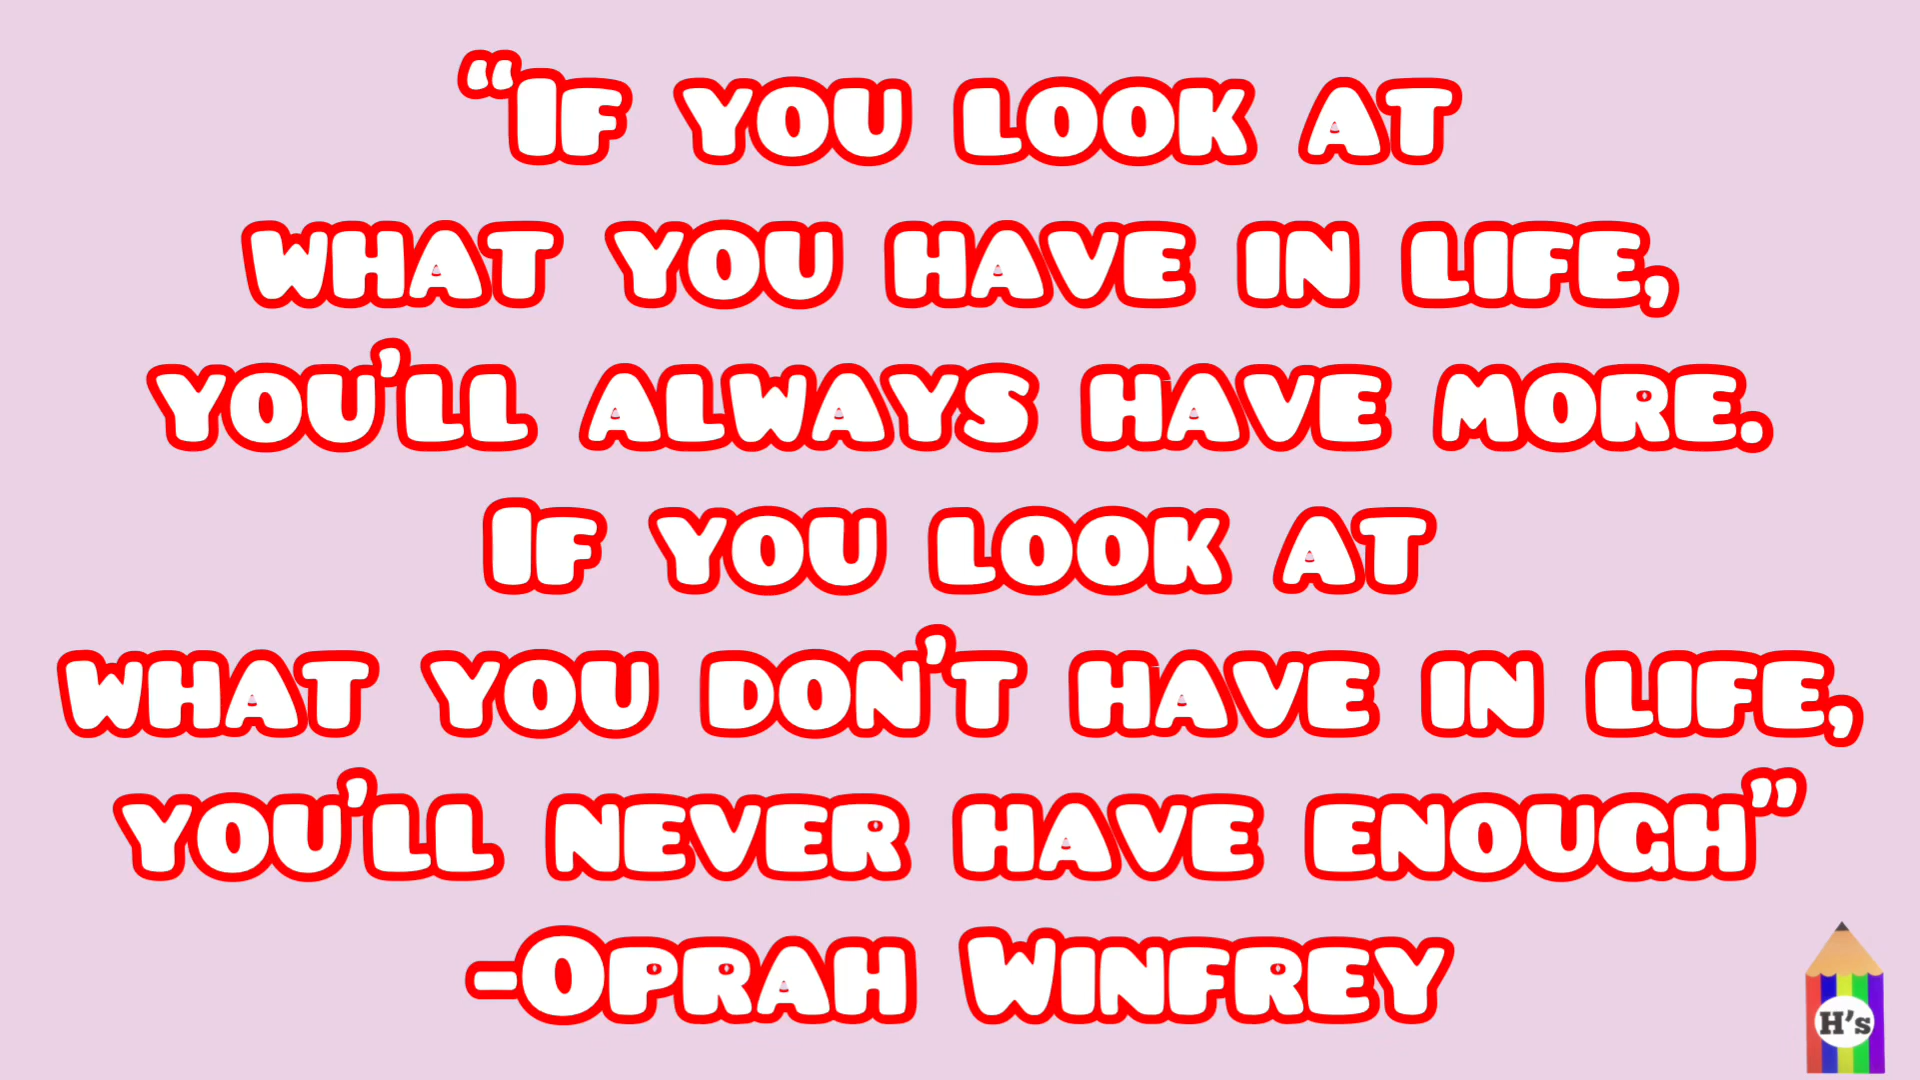 “If you look at
what you have in life,
you’ll always have more.
If you look at
what you don’t have in life,
you’ll never have enough”
-Oprah Winfrey
H’s